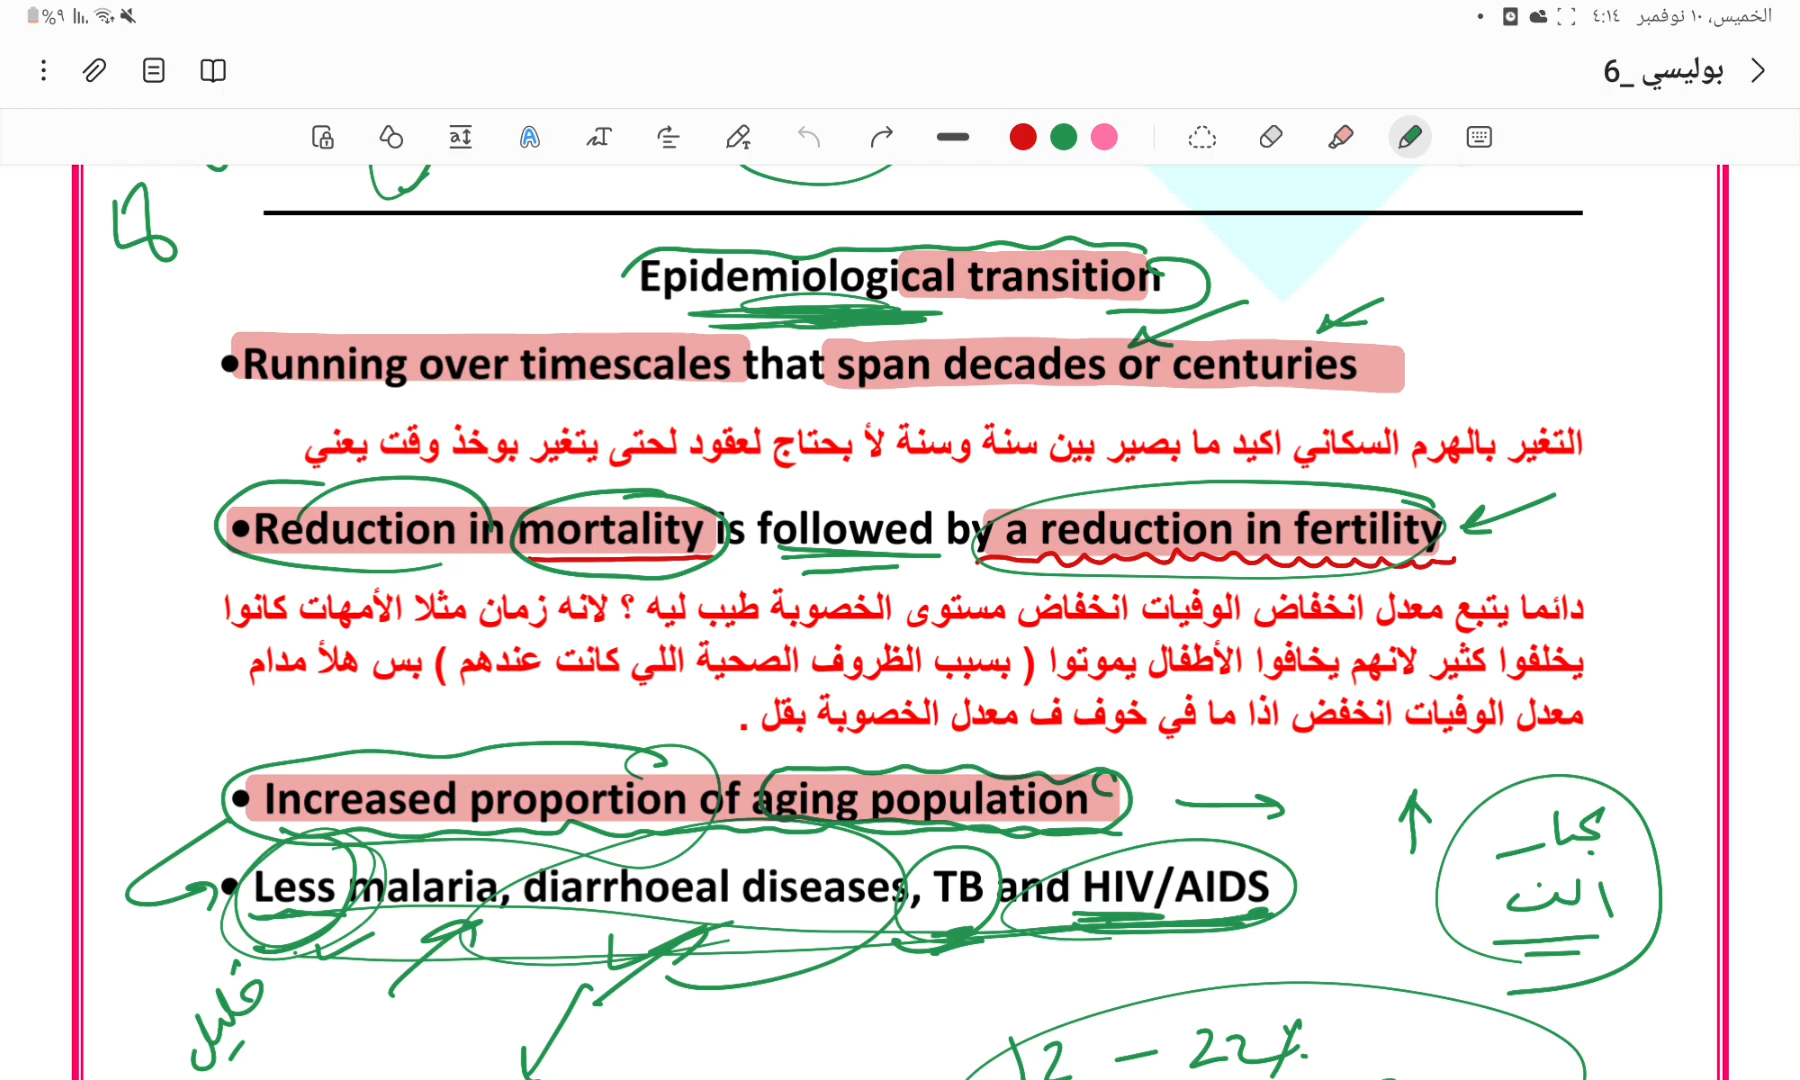 الخميس، ١٠ نوفمبر ٤:١٤
%٩
بوليسي _6
Epidemiological transition
•Running over timescales that span decades or centuries
التغير بالهرم السكاني اكيد ما بصير بين سنة وسنة لأ بحتاج لعقود لحتى يتغير بوخذ وقت يعني
•Reduction in mortality is followed by a reduction in fertility
دائما يتبع معدل انخفاض الوفيات انخفاض مستوى الخصوبة طيب ليه ؟ لانه زمان مثلا الأمهات كانوا
يخلفوا كثير لانهم يخافوا الأطفال يموتوا ( بسبب الظروف الصحية اللي كانت عندهم ) بس هلأ مدام
معدل الوفيات انخفض اذا ما في خوف ف معدل الخصوبة بقل .
• Increased proportion of aging population
كبار
• Less malaria, diarrhoeal diseases, TB and HIV/AIDS
قليل
12 – 22%